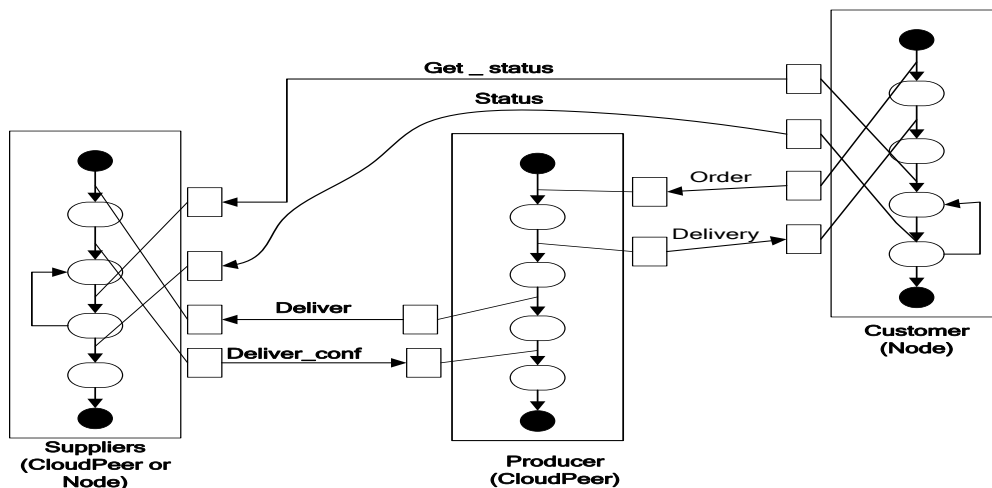 Get _ status
Status
Order
Delivery
Deliver
Deliver_conf
Customer
(Node)
Suppliers
(CloudPeer or
Node)
Producer
(CloudPeer)